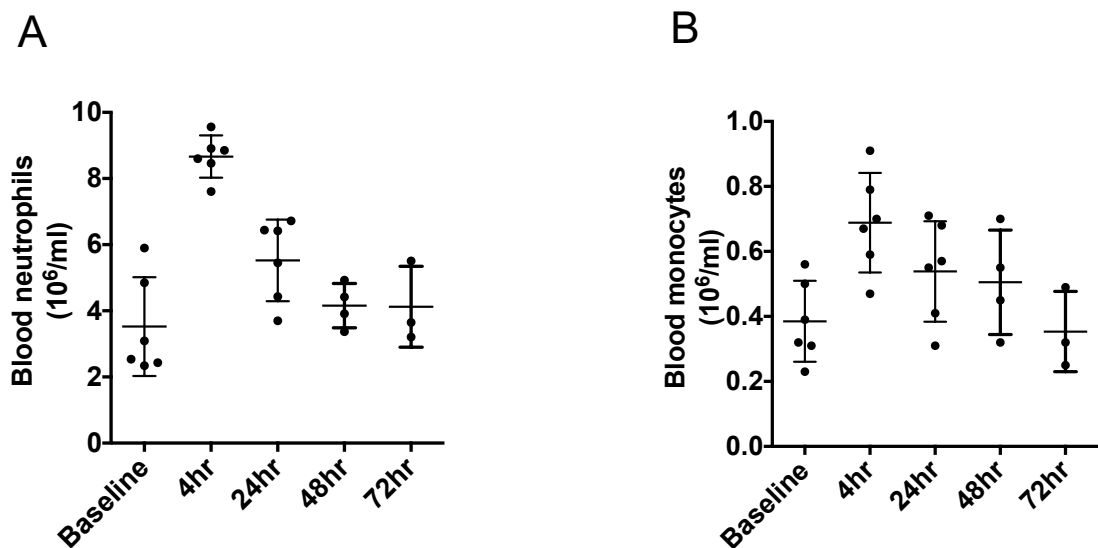 A
Blood neutrophils
(10⁶/ml)
10
8
6
4
2
0
Baseline
4hr
24hr
48hr
72hr
B
Blood monocytes
(10⁶/ml)
1.0
0.8
0.6
0.4
0.2
0.0
Baseline
4hr
24hr
48hr
72hr